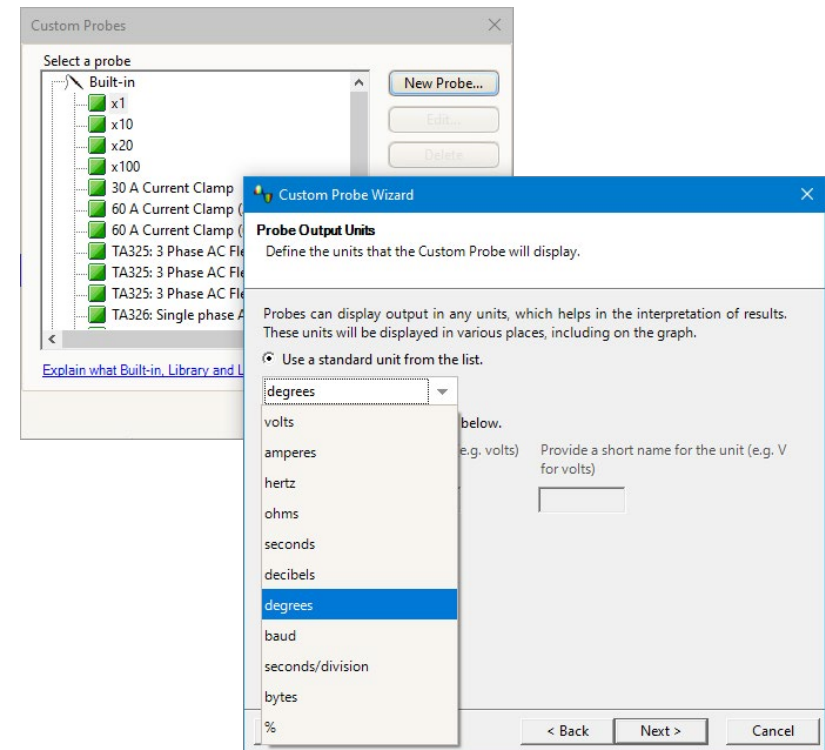 Custom Probes
Select a probe
Built-in
x1
x10
x20
x100
30 A Current Clamp
60 A Current Clamp (
60 A Current Clamp (
TA325: 3 Phase AC Fle
TA325: 3 Phase AC Fle
TA325: 3 Phase AC Fle
TA326: Single phase A
New Probe...
Edit...
Delete
Explain what Built-in, Library and L
Custom Probe Wizard
Probe Output Units
Define the units that the Custom Probe will display.
Probes can display output in any units, which helps in the interpretation of results.
These units will be displayed in various places, including on the graph.
Use a standard unit from the list.
degrees
volts
amperes
hertz
ohms
seconds
decibels
degrees
baud
seconds/division
bytes
%
below.
e.g. volts)
Provide a short name for the unit (e.g. V
for volts)
< Back
Next >
Cancel